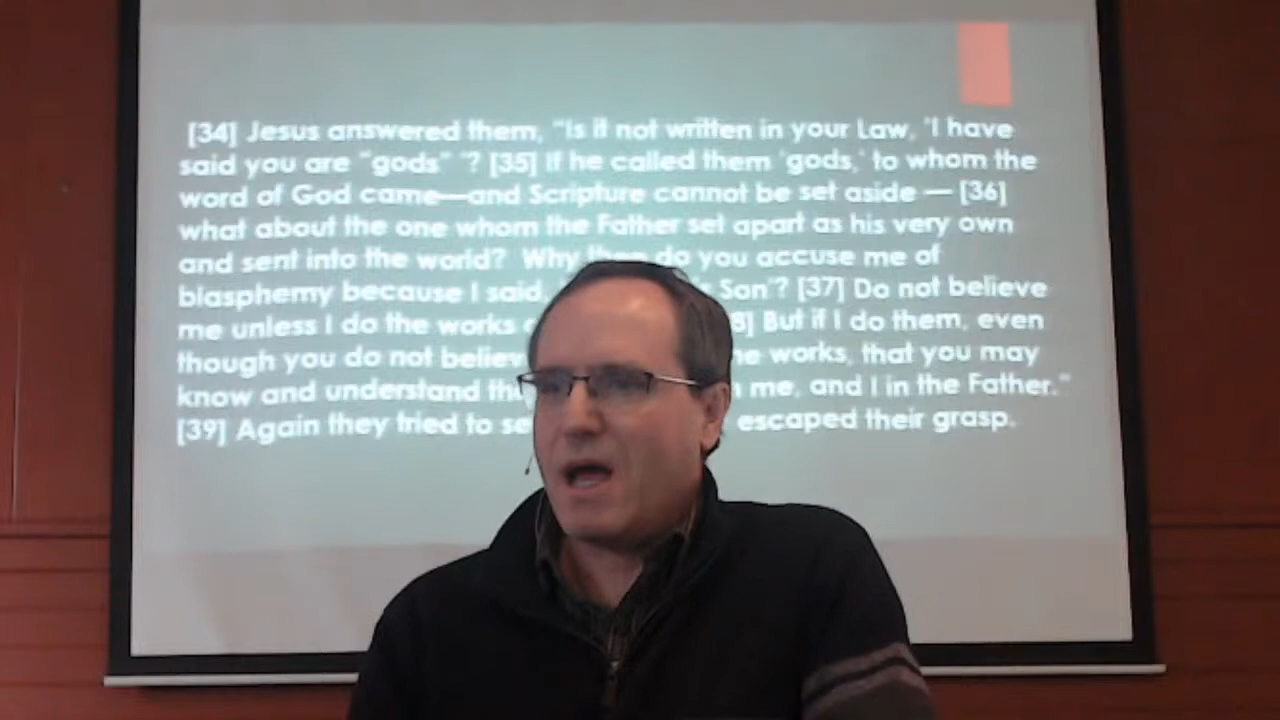 [34] Jesus answered them, "Is it not written in your Law, 'I have
said you are "gods" '? [35] If he called them 'gods,' to whom the
word of God came—and Scripture cannot be set aside — [36]
what about the one whom the Father set apart as his very own
and sent into the world? Why then do you accuse me of
blasphemy because I said, Son'? [37] Do not believe
me unless I do the works But if I do them, even
though you do not works, that you may
know and understand me, and I in the Father."
[39] Again they tried to escaped their grasp.